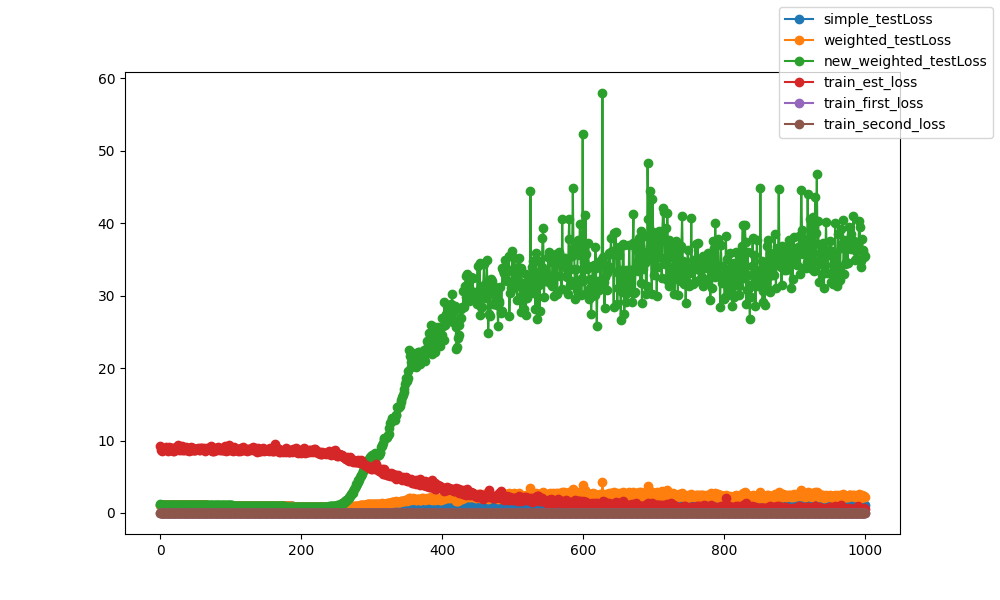 simple_testLoss
weighted_testLoss
new_weighted_testLoss
train_est_loss
train_first_loss
train_second_loss
60
50
40
30
20
10
0
0 200 400 600 800 1000